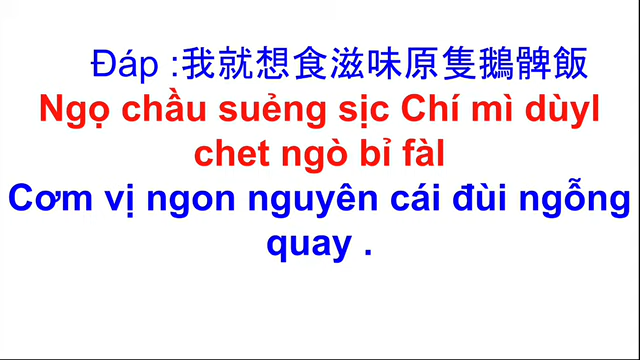 Đáp :我就想食滋味原隻鵝髀飯
Ngọ chầu suẻng sịc Chí mì dùyl
chet ngò bỉ fàl
Cơm vị ngon nguyên cái đùi ngỗng
quay .